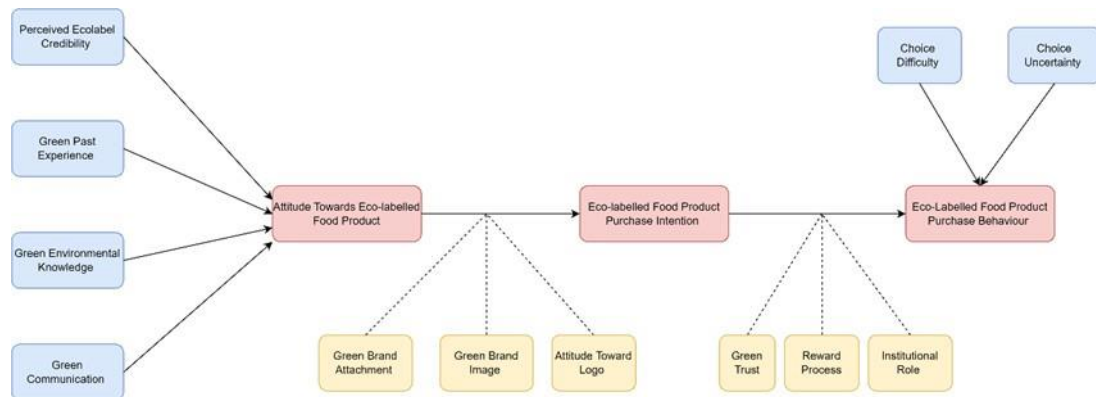 Perceived Ecolabel
Credibility
Choice
Difficulty
Choice
Uncertainty
Green Past
Experience
Attitude Towards Eco-labelled
Food Product
Eco-labelled Food Product
Purchase Intention
Eco-Labelled Food Product
Purchase Behaviour
Green Environmental
Knowledge
Green
Communication
Green Brand
Attachment
Green Brand
Image
Attitude Toward
Logo
Green
Trust
Reward
Process
Institutional
Role